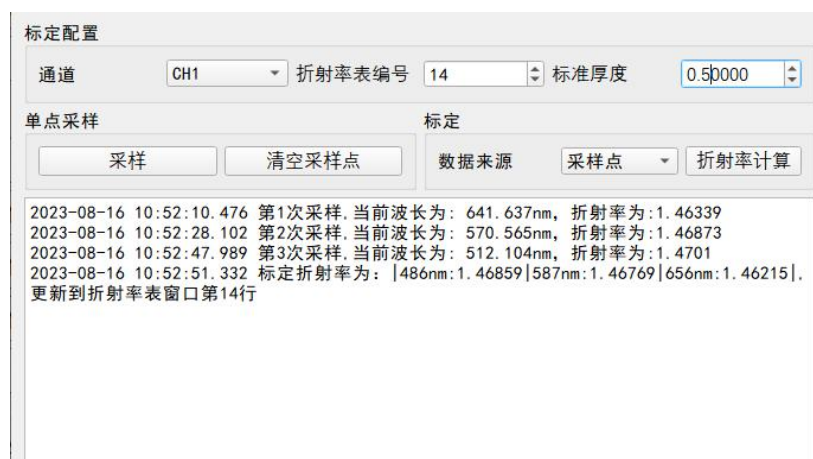 标定配置
通道 CH1 折射率表编号 14 标准厚度 0.50000
单点采样 标定
采样 清空采样点 数据来源 采样点 折射率计算
2023-08-16 10:52:10.476 第1次采样,当前波长为: 641.637nm, 折射率为:1.46339
2023-08-16 10:52:28.102 第2次采样,当前波长为: 570.565nm, 折射率为:1.46873
2023-08-16 10:52:47.989 第3次采样,当前波长为: 512.104nm, 折射率为:1.4701
2023-08-16 10:52:51.332 标定折射率为: |486nm:1.46859|587nm:1.46769|656nm:1.46215|,
更新到折射率表窗口第14行